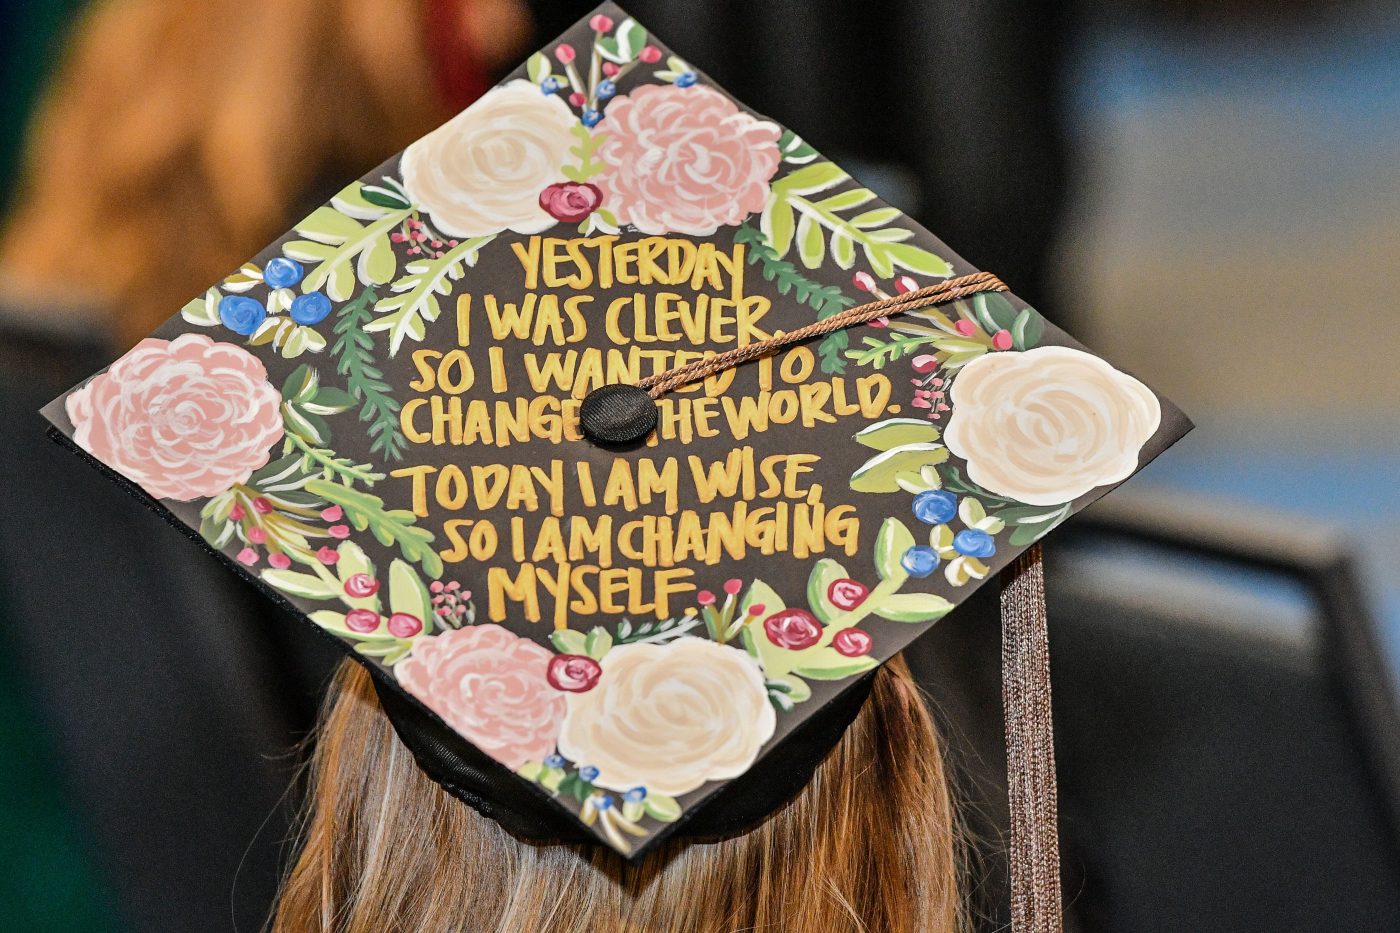 YESTERDAY
I WAS CLEVER,
SO I WANTED TO
CHANGE THE WORLD.
TODAY I AM WISE,
SO I AM CHANGING
MYSELF.